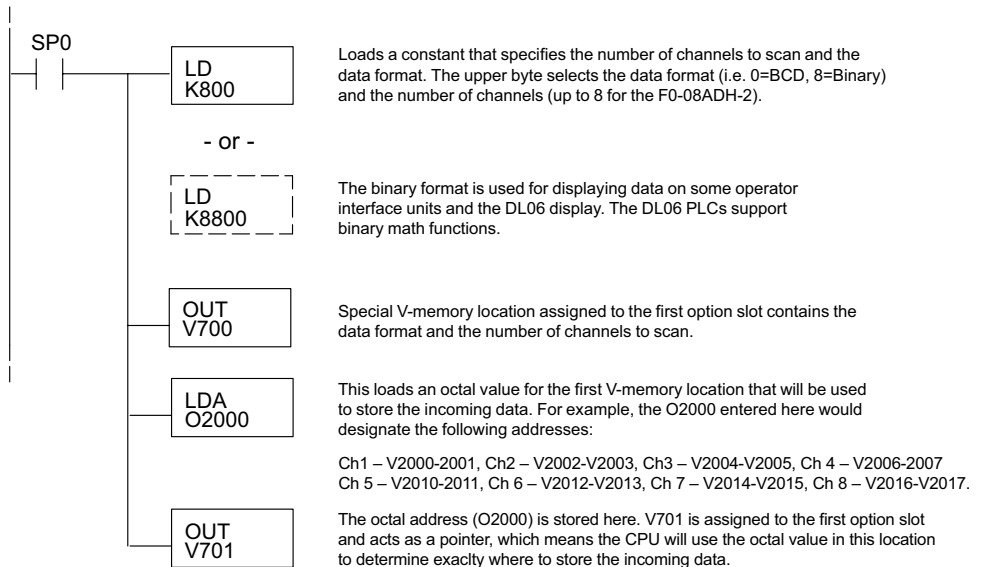 SP0
LD
K800
Loads a constant that specifies the number of channels to scan and the
data format. The upper byte selects the data format (i.e. 0=BCD, 8=Binary)
and the number of channels (up to 8 for the F0-08ADH-2).
- or -
LD
K8800
The binary format is used for displaying data on some operator
interface units and the DL06 display. The DL06 PLCs support
binary math functions.
OUT
V700
Special V-memory location assigned to the first option slot contains the
data format and the number of channels to scan.
LDA
O2000
This loads an octal value for the first V-memory location that will be used
to store the incoming data. For example, the O2000 entered here would
designate the following addresses:
Ch1 – V2000-2001, Ch2 – V2002-V2003, Ch3 – V2004-V2005, Ch 4 – V2006-2007
Ch 5 – V2010-2011, Ch 6 – V2012-V2013, Ch 7 – V2014-V2015, Ch 8 – V2016-V2017.
OUT
V701
The octal address (O2000) is stored here. V701 is assigned to the first option slot
and acts as a pointer, which means the CPU will use the octal value in this location
to determine exaclty where to store the incoming data.